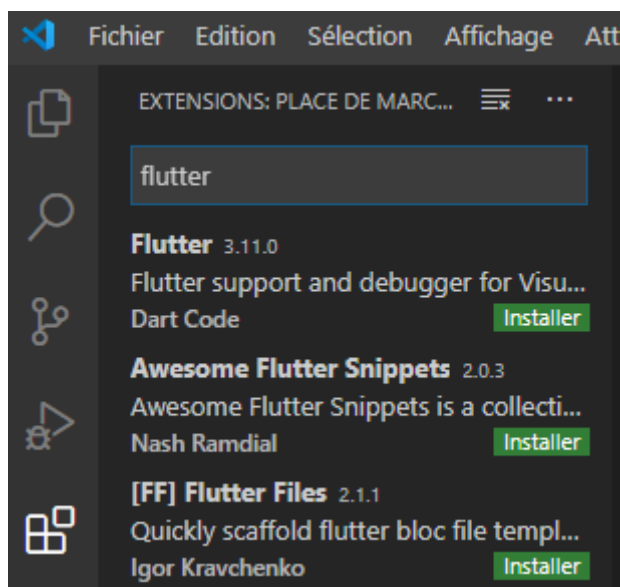 Fichier Edition Sélection Affichage Att
EXTENSIONS: PLACE DE MARC... ...
flutter
Flutter 3.11.0
Flutter support and debugger for Visu...
Dart Code Installer
Awesome Flutter Snippets 2.0.3
Awesome Flutter Snippets is a collecti...
Nash Ramdial Installer
[FF] Flutter Files 2.1.1
Quickly scaffold flutter bloc file templ...
Igor Kravchenko Installer